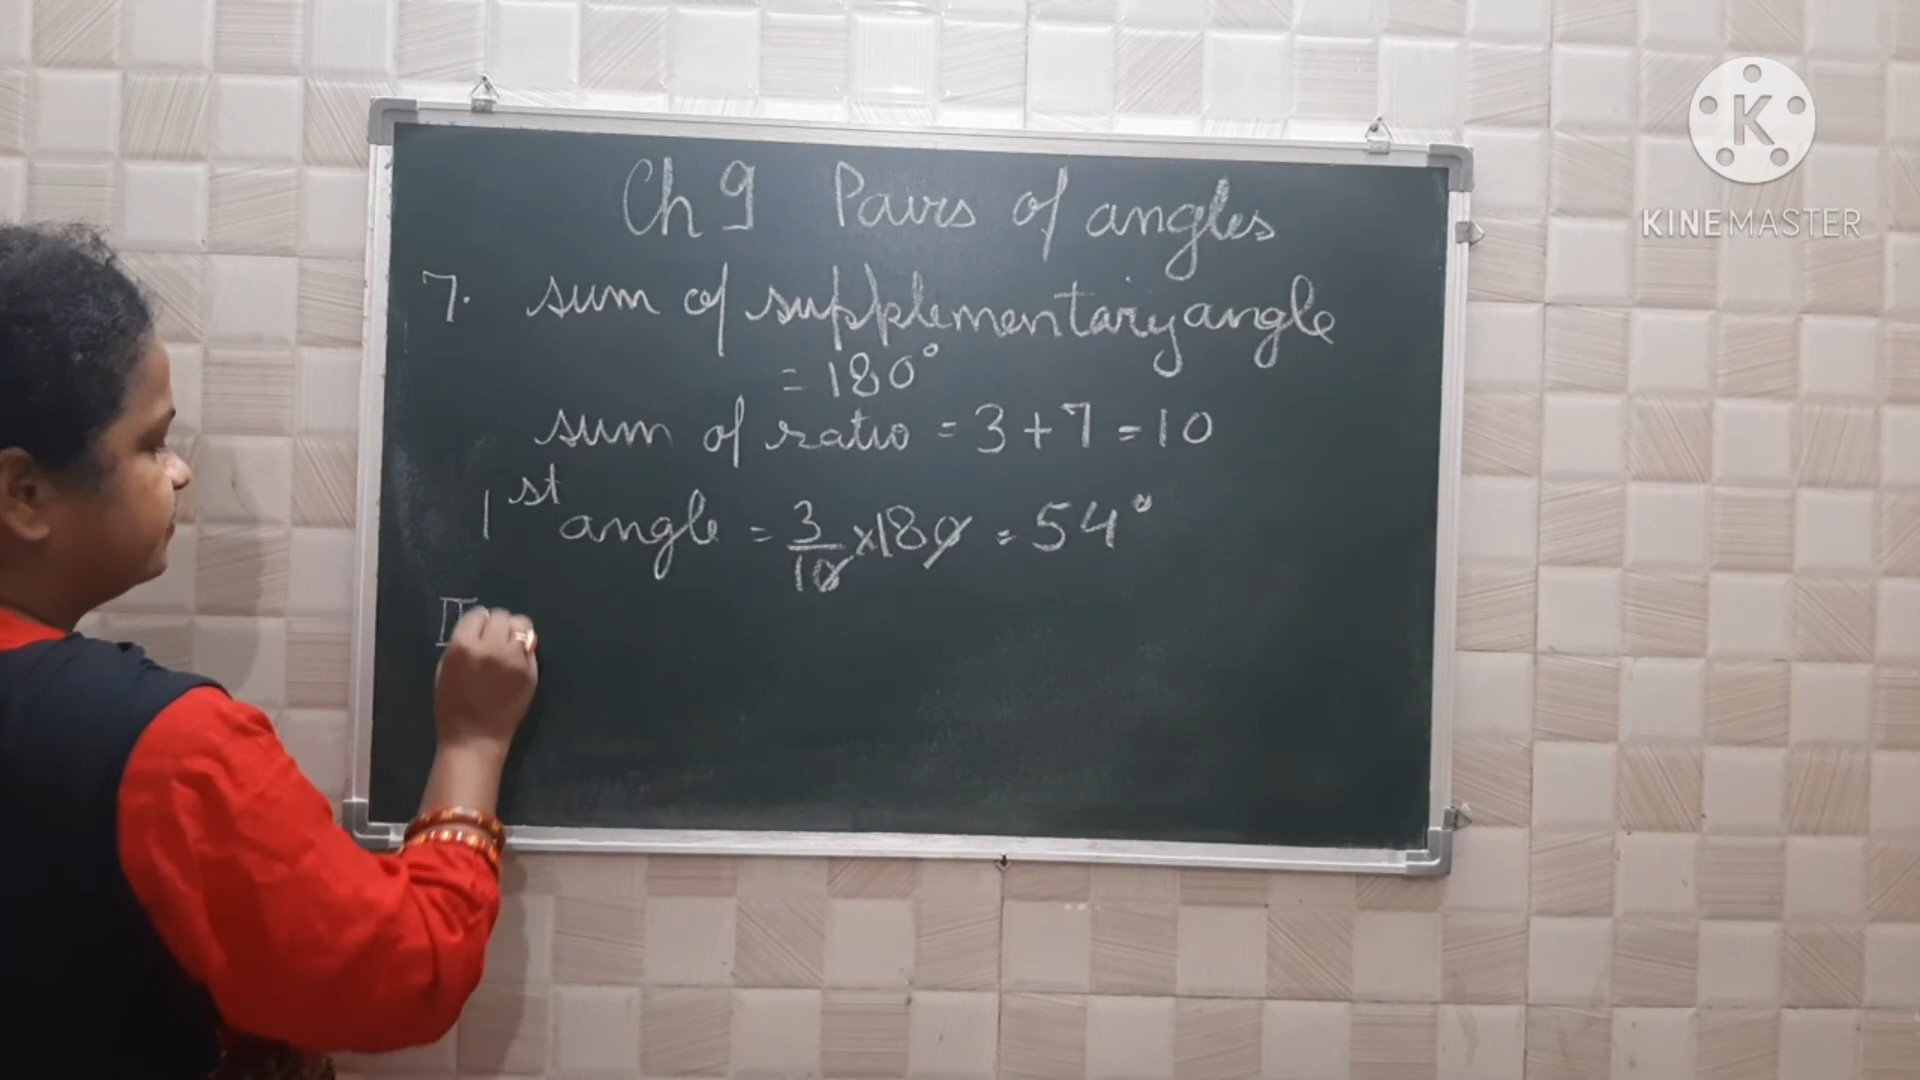 Ch 9 Pairs of angles
7. sum of supplementary angle
= 180°
sum of ratio = 3 + 7 = 10
1st angle = 3/10 × 180 = 54°
II
K
KINEMASTER